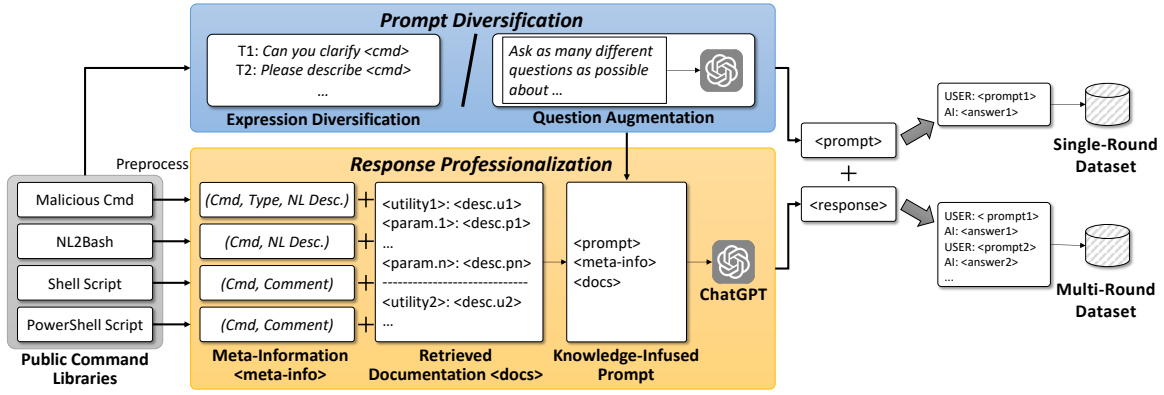 Prompt Diversification
T1: Can you clarify <cmd>
T2: Please describe <cmd>
…
Expression Diversification
Ask as many different
questions as possible
about …
Question Augmentation
Preprocess
Malicious Cmd
NL2Bash
Shell Script
PowerShell Script
Public Command
Libraries
Response Professionalization
(Cmd, Type, NL Desc.)
+
(Cmd, NL Desc.)
+
(Cmd, Comment)
+
(Cmd, Comment)
+
Meta-Information
<meta-info>
<utility1>: <desc.u1>
<param.1>: <desc.p1>
...
<param.n>: <desc.pn>
------------------------------
<utility2>: <desc.u2>
...
Retrieved
Documentation <docs>
<prompt>
<meta-info>
<docs>
Knowledge-Infused
Prompt
ChatGPT
<prompt>
+
<response>
USER: <prompt1>
AI: <answer1>
Single-Round
Dataset
USER: < prompt1>
AI: <answer1>
USER: <prompt2>
AI: <answer2>
...
Multi-Round
Dataset